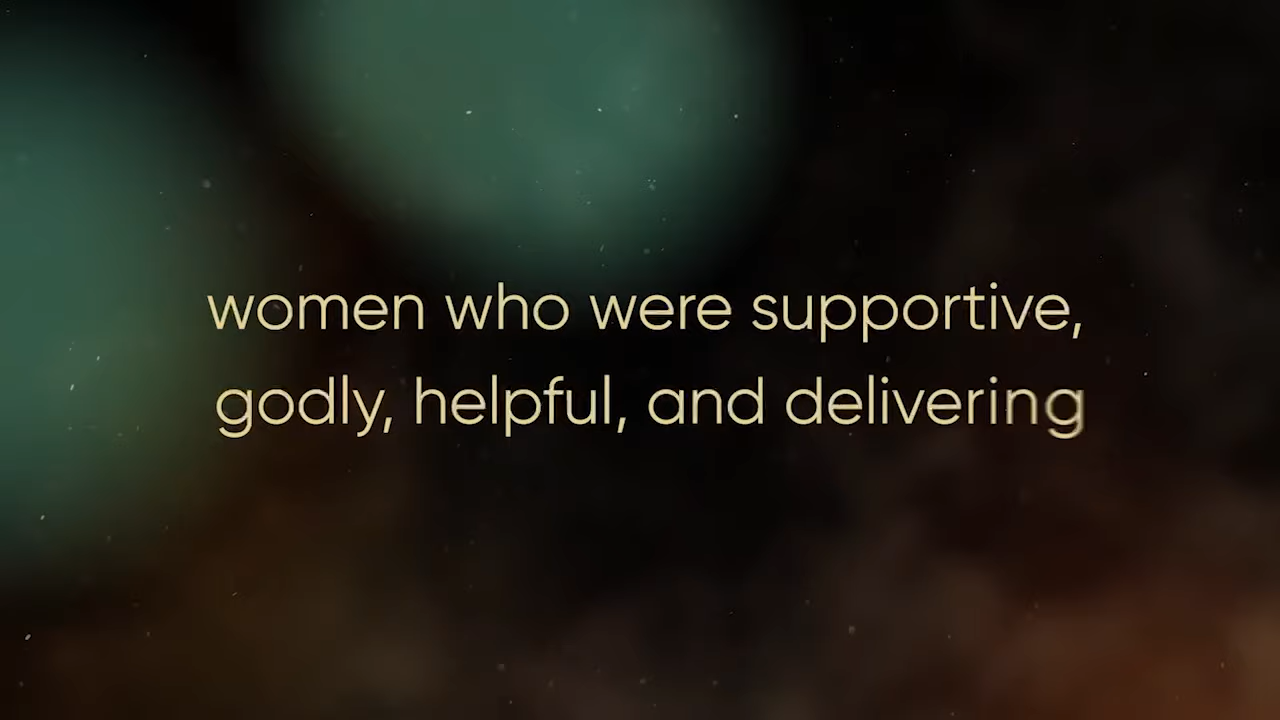 women who were supportive,
godly, helpful, and delivering